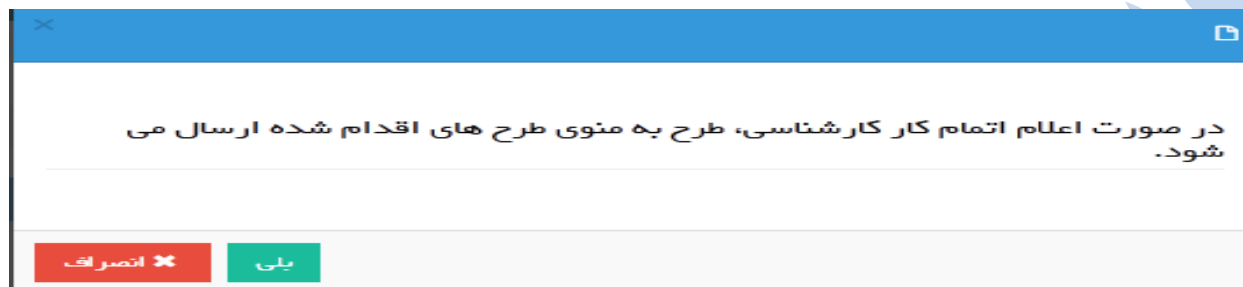 در صورت اعلام اتمام کار کارشناسی، طرح به منوی طرح های اقدام شده ارسال می
شود.
بلی
انصراف